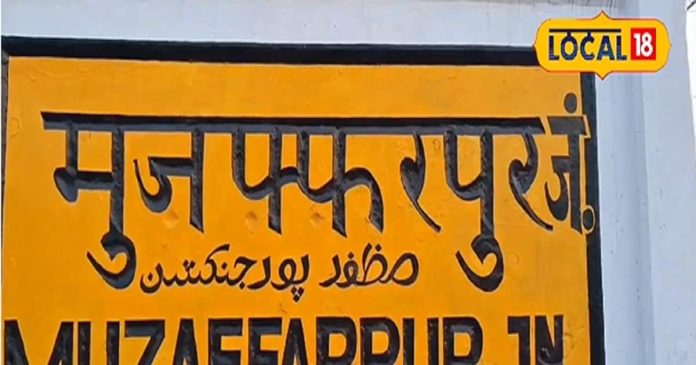 LOCAL 18
मुजफ्फरपुर जं.
مظفر پور جنکشن
MUZAFFARPUR JN